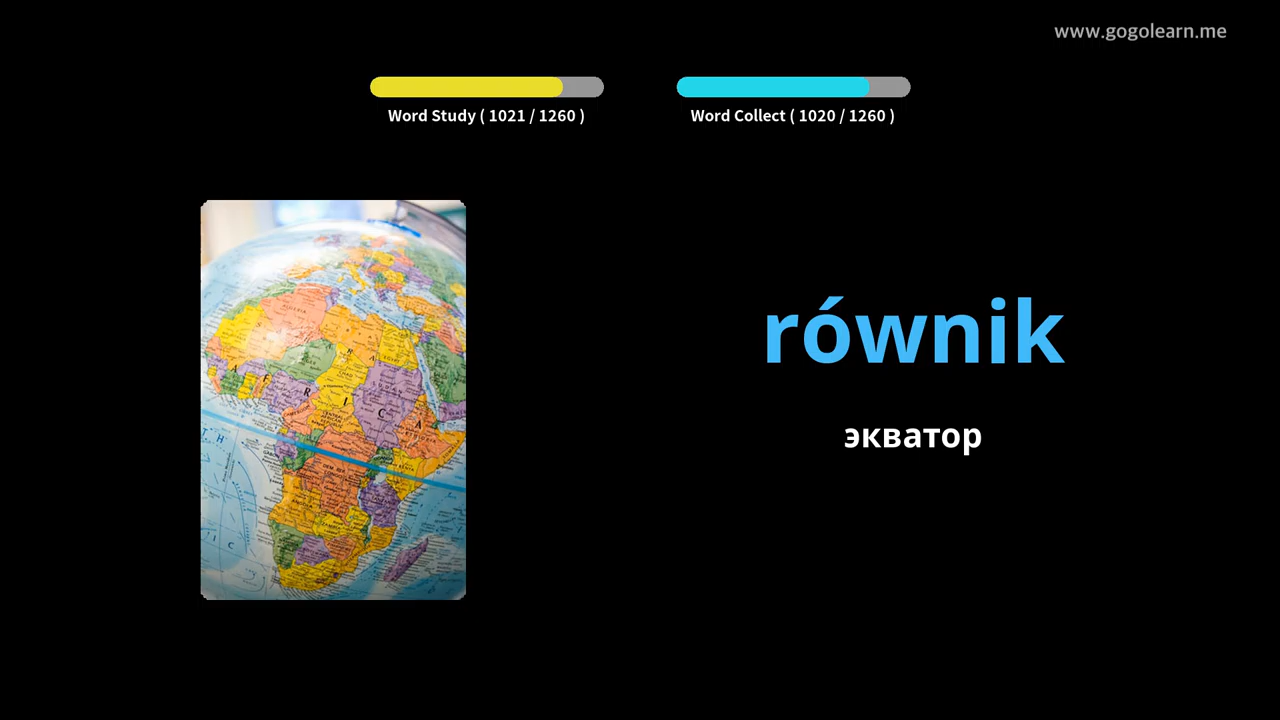 www.gogolearn.me
Word Study ( 1021 / 1260 )
Word Collect ( 1020 / 1260 )
równik
экватор
A F R I C A